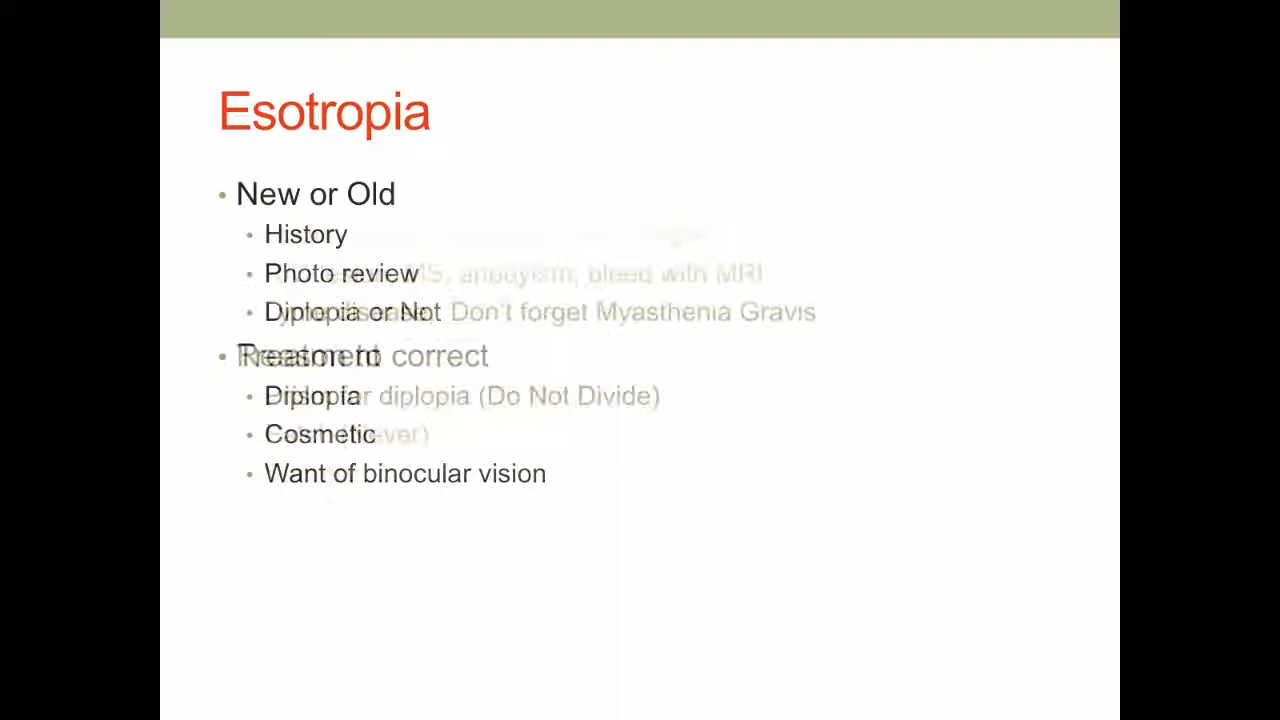 Esotropia
• New or Old
• History
• Photo review MS, aneurysm, bleed with MRI
• Diplopia or Not Don't forget Myasthenia Gravis
• Reason to correct
• Diplopia diplopia (Do Not Divide)
• Cosmetic
• Want of binocular vision